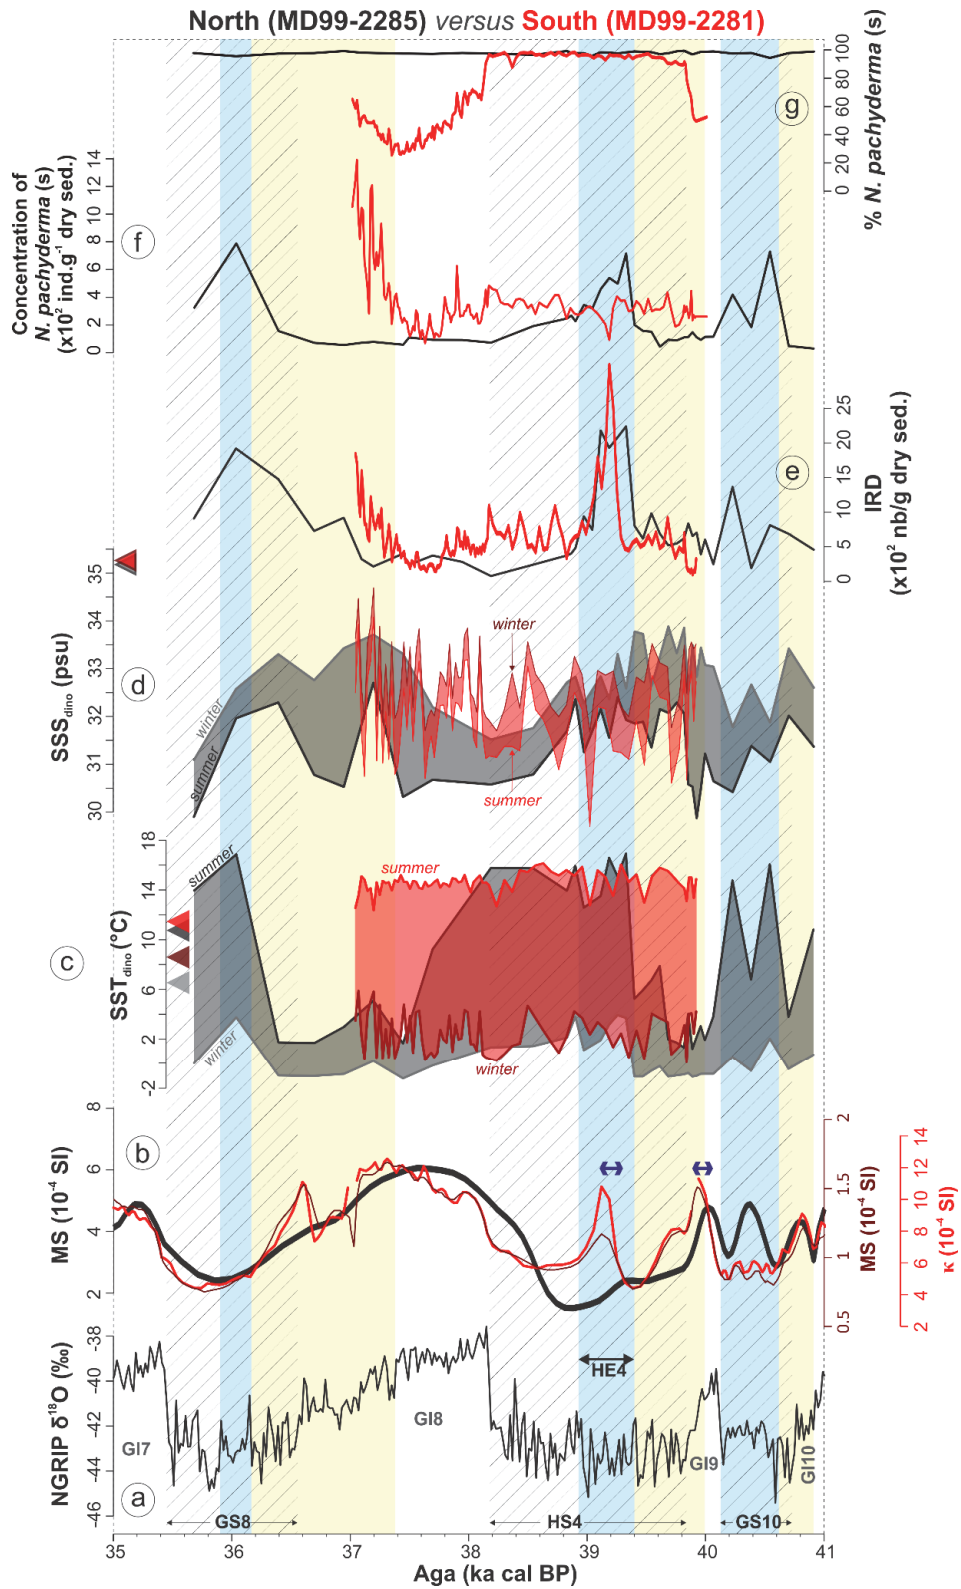 North (MD99-2285) versus South (MD99-2281)
100
80
60
40
20
0
% N. pachyderma (s)
g
14
12
10
8
6
4
2
0
Concentration of
N. pachyderma (s)
(x10² ind.g⁻¹ dry sed.)
f
25
20
15
10
5
0
IRD
(x10² nb/g dry sed.)
e
35
34
33
32
31
30
SSS dino (psu)
d
winter
summer
winter
summer
18
14
10
6
2
-2
SST dino (°C)
c
summer
winter
summer
winter
8
6
4
2
MS (10⁻⁴ SI)
b
2
1.5
1
0.5
MS (10⁻⁴ SI)
14
12
10
8
6
4
2
κ (10⁻⁴ SI)
-38
-40
-42
-44
-46
NGRIP δ¹⁸O (‰)
a
HE4
GI7
GI8
GI9
GI10
GS8
HS4
GS10
35
36
37
38
39
40
41
Aga (ka cal BP)